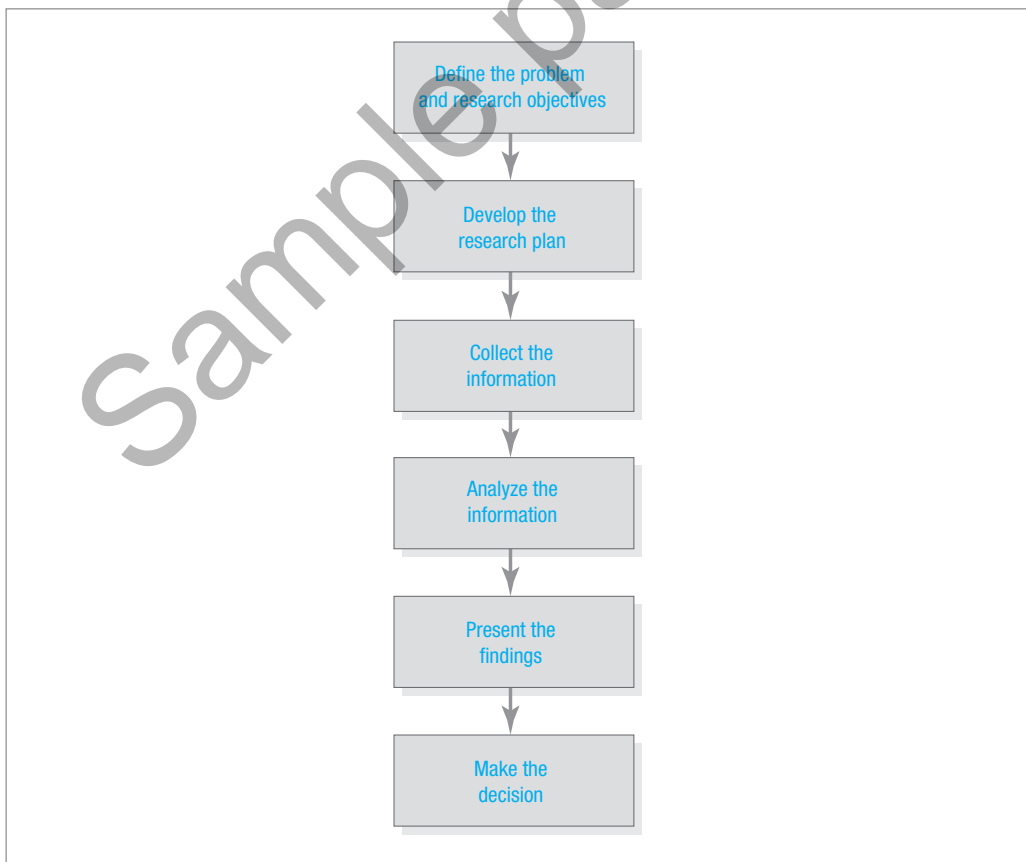 Define the problem
and research objectives
Develop the
research plan
Collect the
information
Analyze the
information
Present the
findings
Make the
decision
Sample